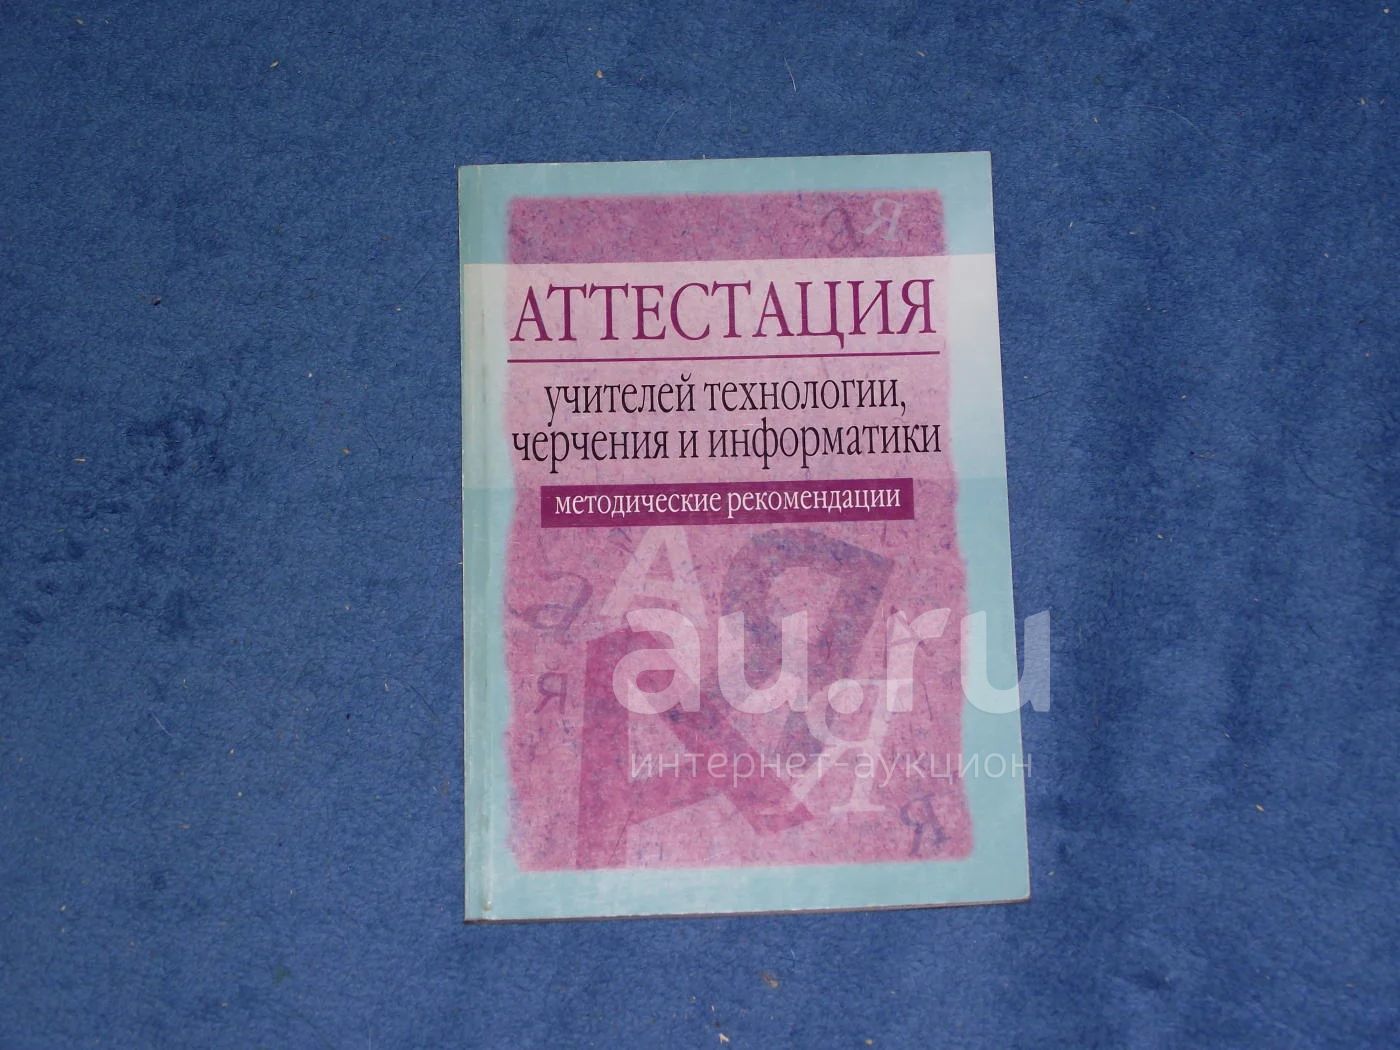 а я
АТТЕСТАЦИЯ
учителей технологии,
черчения и информатики
методические рекомендации
au.ru
интернет-аукцион